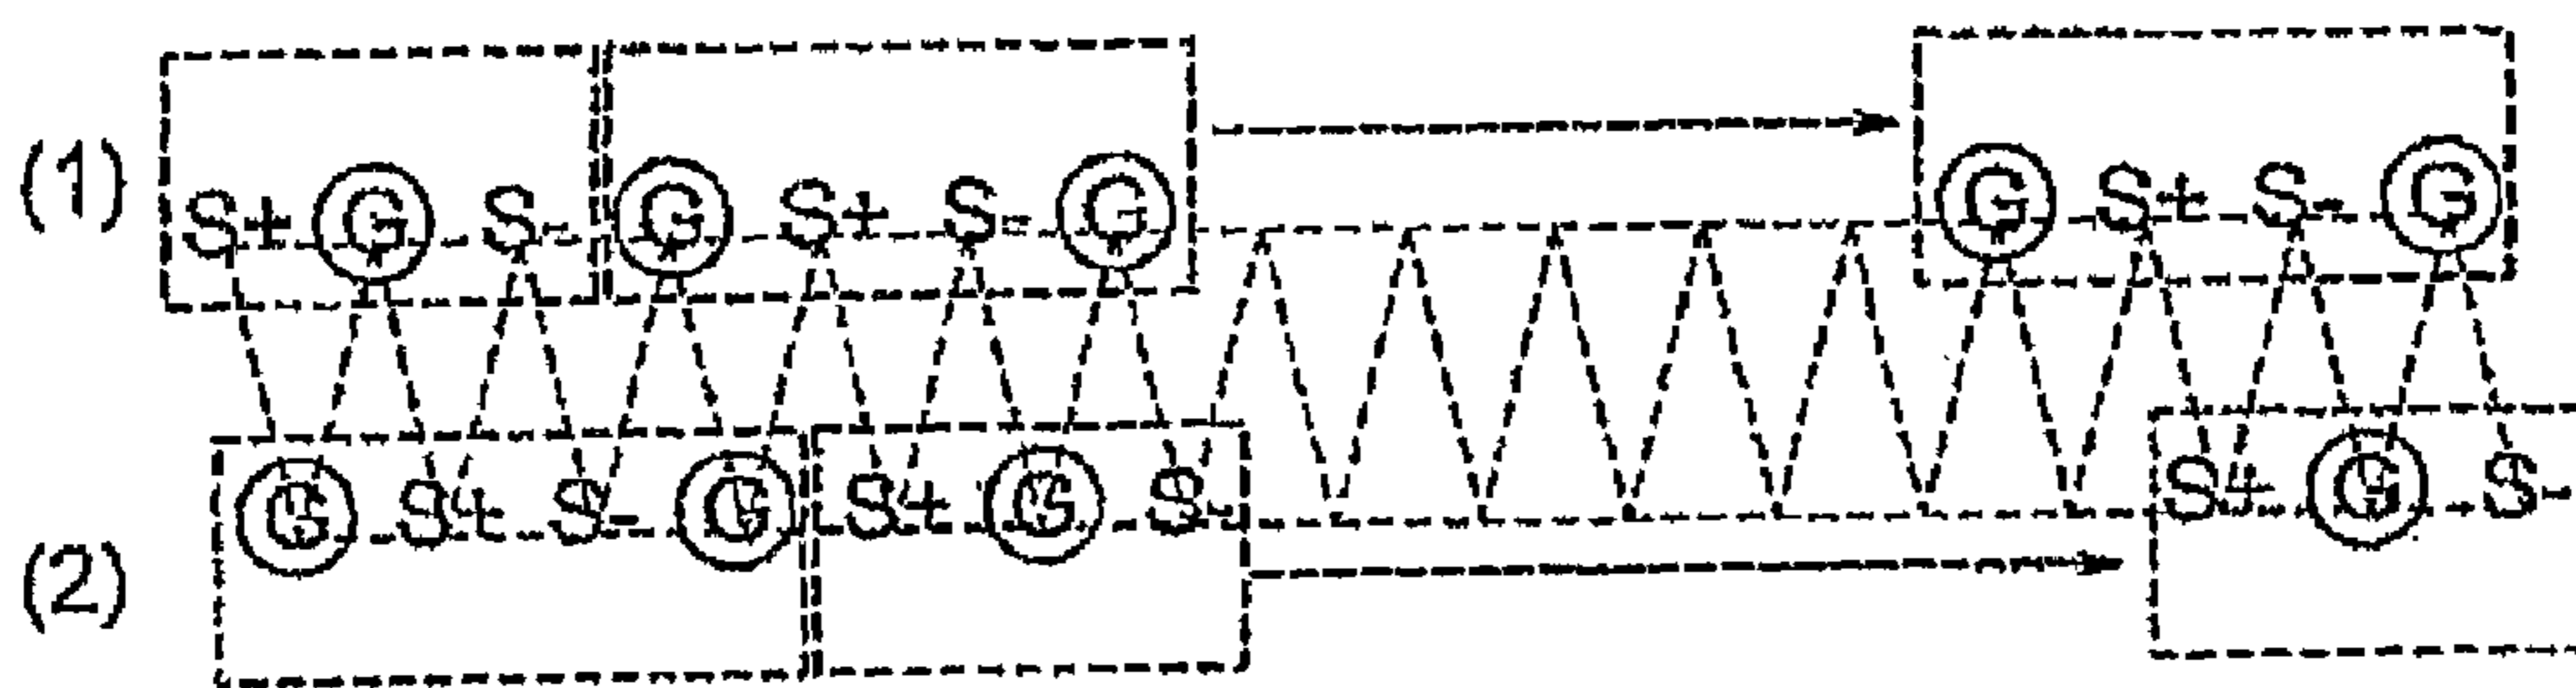 (1) S+ G S- G S+ S- G G S+ S- G
(2) G S+ S- G S+ G S- S+ G S-